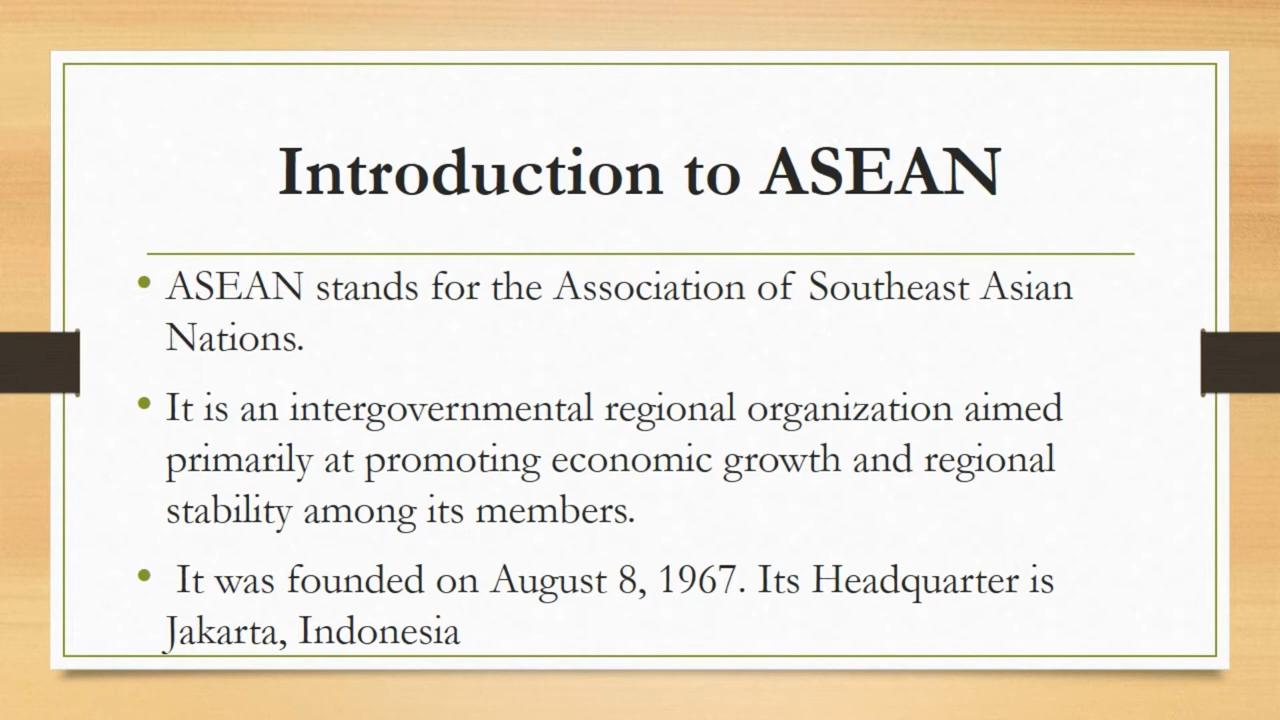 Introduction to ASEAN
• ASEAN stands for the Association of Southeast Asian
Nations.
• It is an intergovernmental regional organization aimed
primarily at promoting economic growth and regional
stability among its members.
• It was founded on August 8, 1967. Its Headquarter is
Jakarta, Indonesia